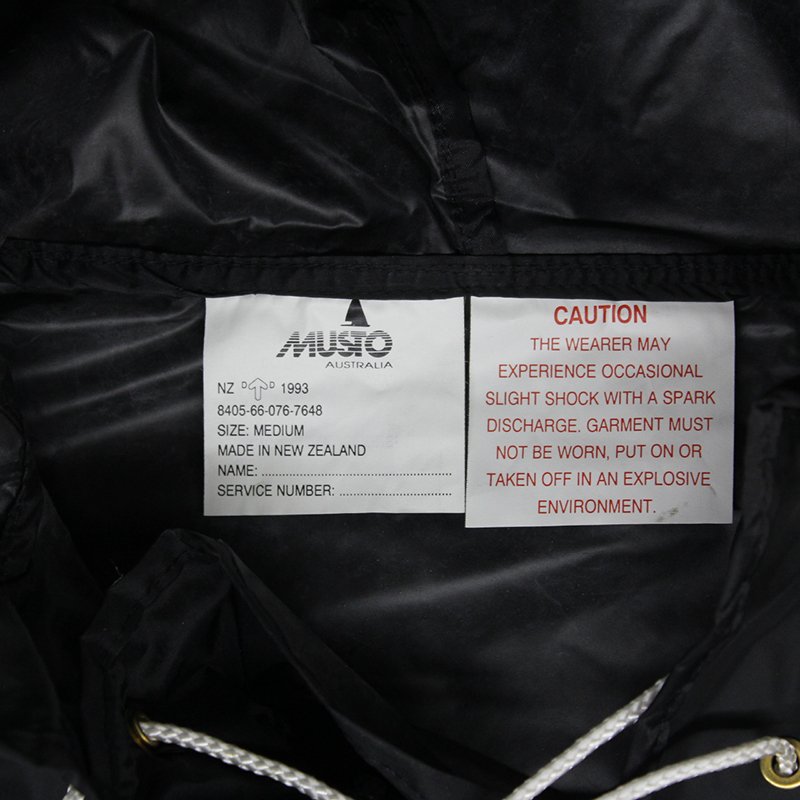 MUSTO
AUSTRALIA
NZ D D 1993
8405-66-076-7648
SIZE: MEDIUM
MADE IN NEW ZEALAND
NAME: ..................................................
SERVICE NUMBER: ..............................
CAUTION
THE WEARER MAY
EXPERIENCE OCCASIONAL
SLIGHT SHOCK WITH A SPARK
DISCHARGE. GARMENT MUST
NOT BE WORN, PUT ON OR
TAKEN OFF IN AN EXPLOSIVE
ENVIRONMENT.